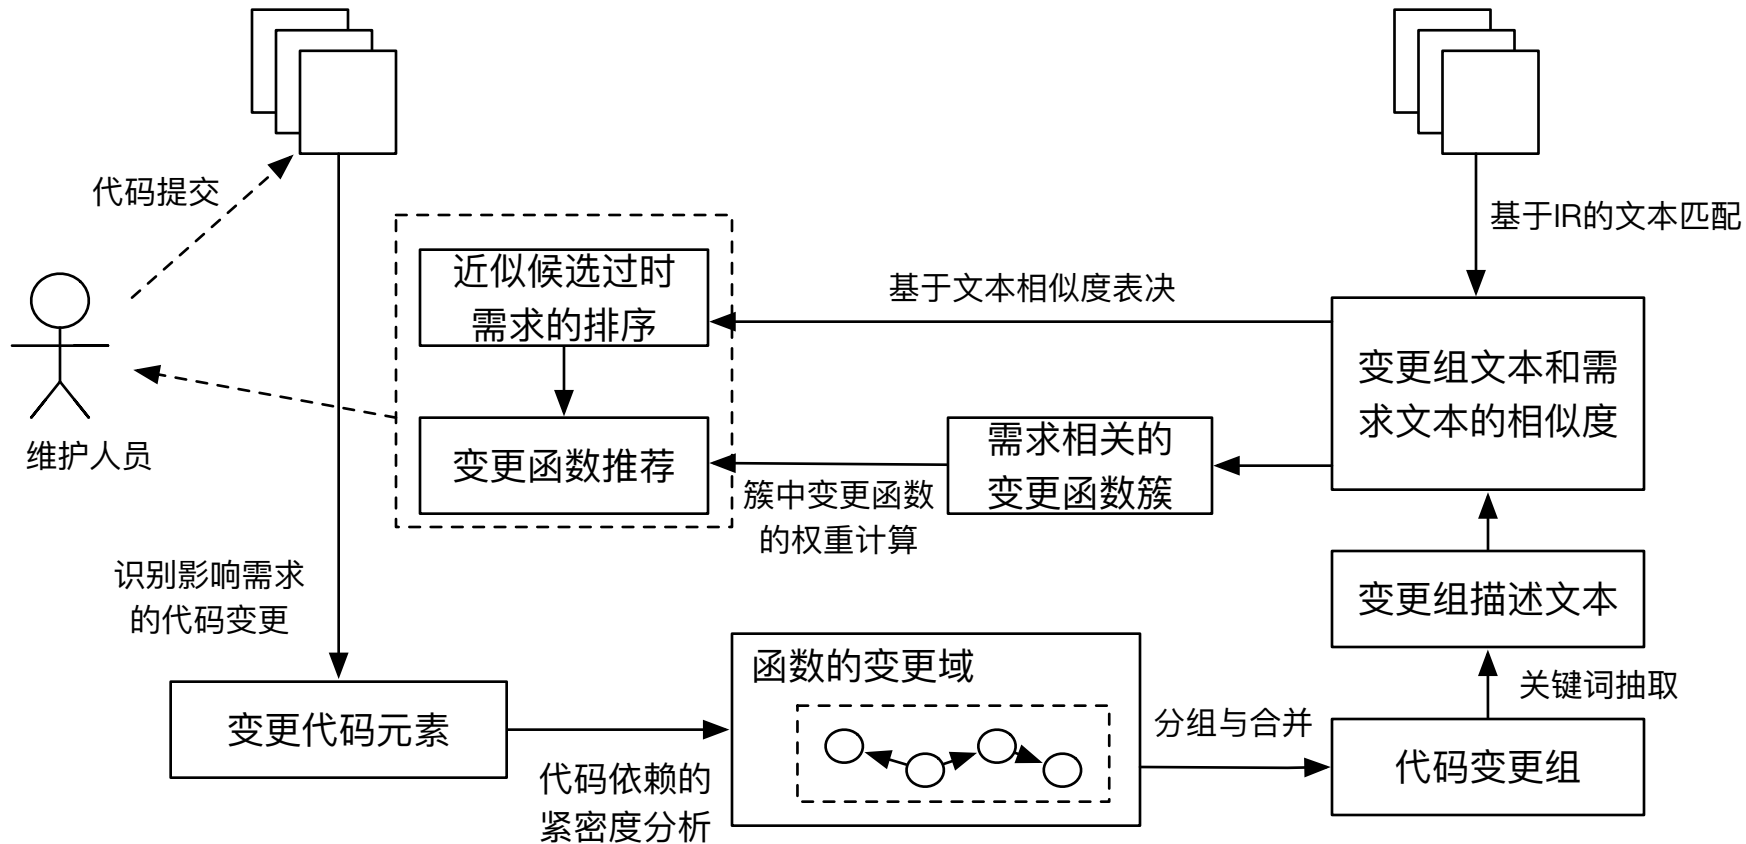 代码提交
基于IR的文本匹配
近似候选过时
需求的排序
基于文本相似度表决
变更组文本和需
求文本的相似度
维护人员
变更函数推荐
需求相关的
变更函数簇
簇中变更函数
的权重计算
识别影响需求
的代码变更
变更组描述文本
函数的变更域
关键词抽取
变更代码元素
分组与合并
代码变更组
代码依赖的
紧密度分析